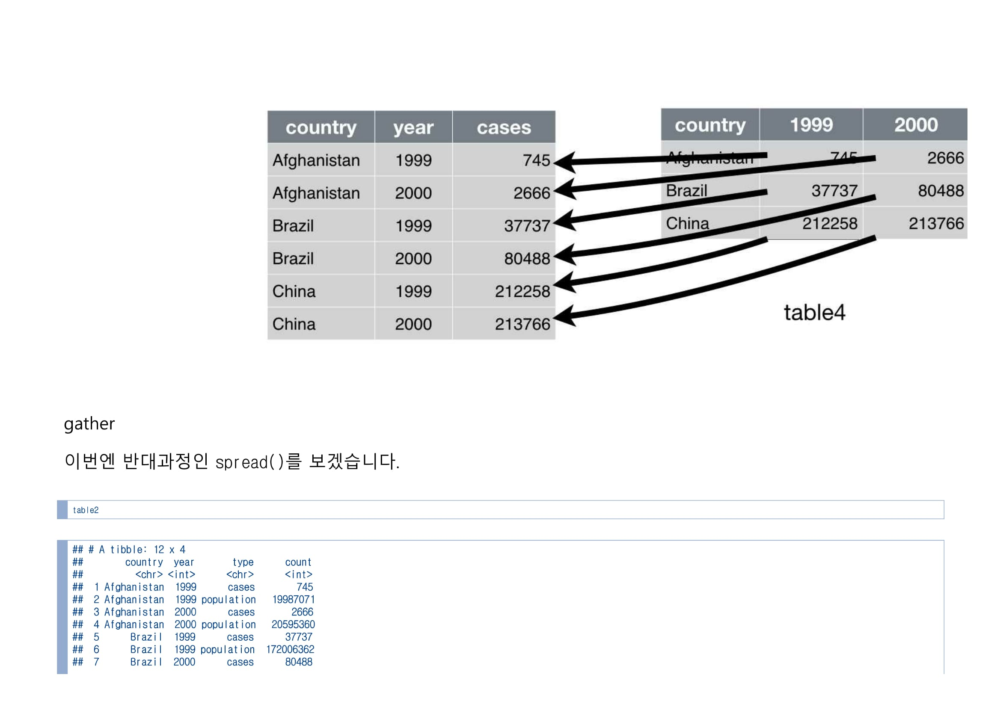 country year cases
Afghanistan 1999 745
Afghanistan 2000 2666
Brazil 1999 37737
Brazil 2000 80488
China 1999 212258
China 2000 213766
country 1999 2000
Afghanistan 745 2666
Brazil 37737 80488
China 212258 213766
table4
gather
이번엔 반대과정인 spread()를 보겠습니다.
table2
## # A tibble: 12 x 4
## country year type count
## <chr> <int> <chr> <int>
## 1 Afghanistan 1999 cases 745
## 2 Afghanistan 1999 population 19987071
## 3 Afghanistan 2000 cases 2666
## 4 Afghanistan 2000 population 20595360
## 5 Brazil 1999 cases 37737
## 6 Brazil 1999 population 172006362
## 7 Brazil 2000 cases 80488